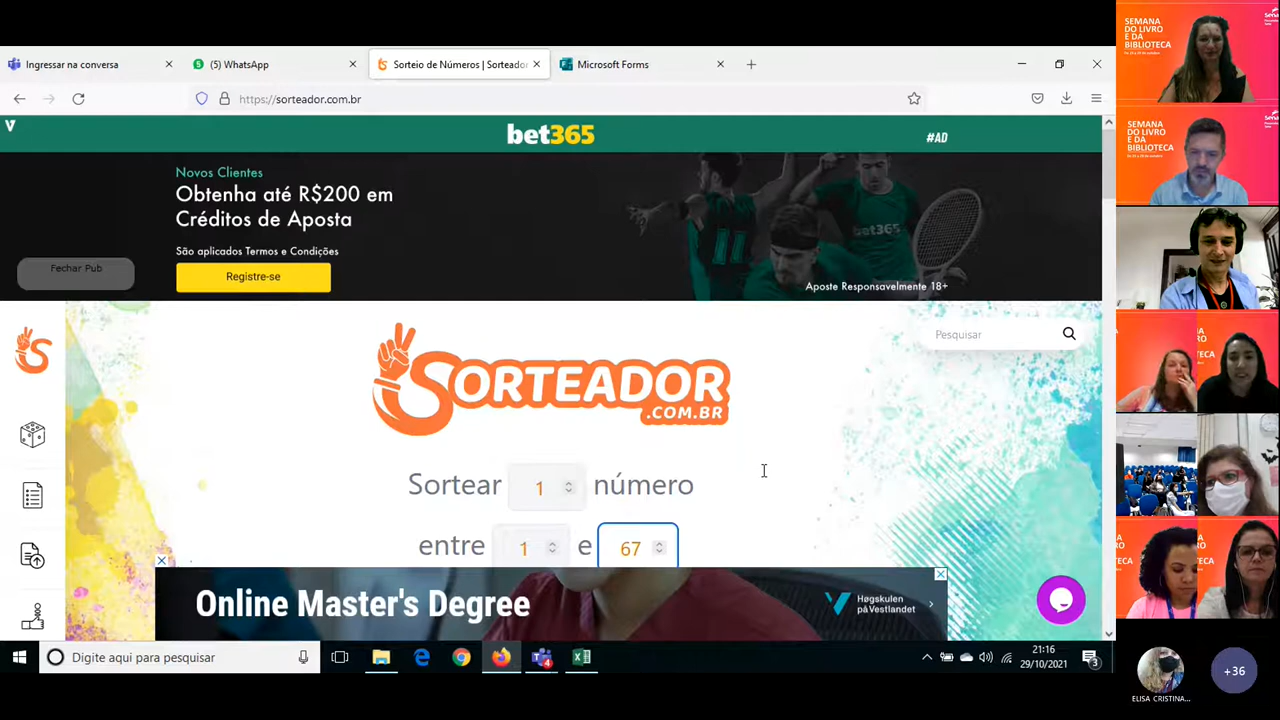 Ingressar na conversa
(5) WhatsApp
Sorteio de Números | Sorteador
Microsoft Forms
https://sorteador.com.br
bet365
#AD
Novos Clientes
Obtenha até R$200 em
Créditos de Aposta
São aplicados Termos e Condições
Registre-se
Fechar Pub
bet365
Aposte Responsavelmente 18+
Pesquisar
SORTEADOR
.COM.BR
Sortear 1 número
entre 1 e 67
Online Master's Degree
Høgskulen
på Vestlandet
Digite aqui para pesquisar
21:16
29/10/2021
3
SEMANA
DO LIVRO
E DA
BIBLIOTECA
SEMANA
DO LIVRO
E DA
BIBLIOTECA
ELISA CRISTINA...
+36